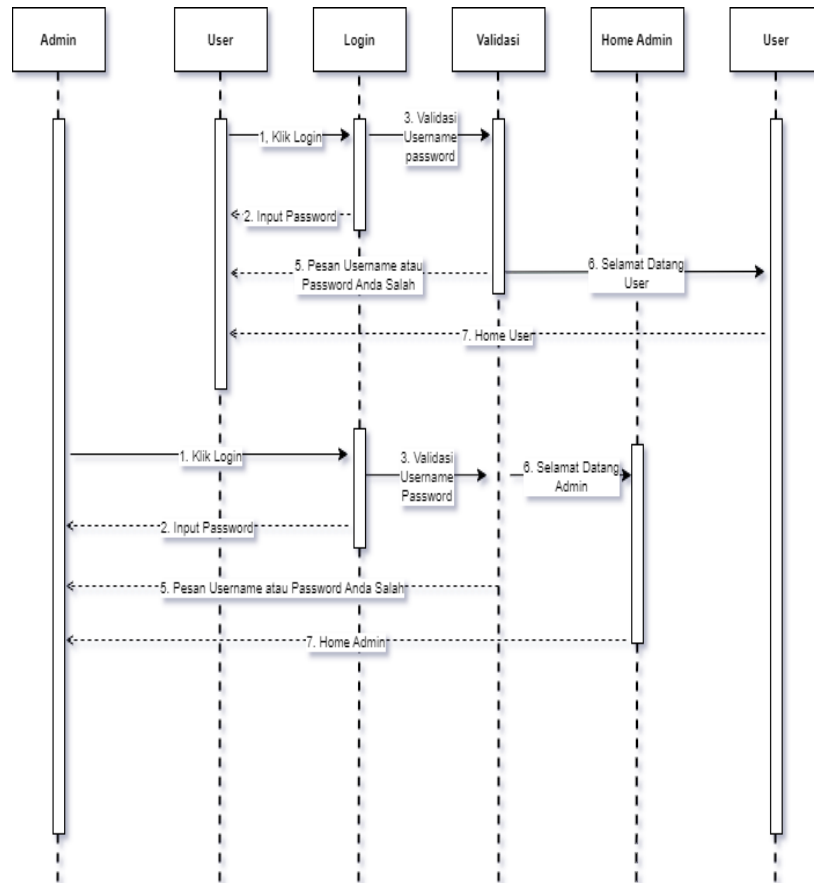 Admin
User
Login
Validasi
Home Admin
User
1, Klik Login
3. Validasi
Username
password
2. Input Password
5. Pesan Username atau
Password Anda Salah
6. Selamat Datang
User
7. Home User
1. Klik Login
3. Validasi
Username
Password
6. Selamat Datang
Admin
2. Input Password
5. Pesan Username atau Password Anda Salah
7. Home Admin